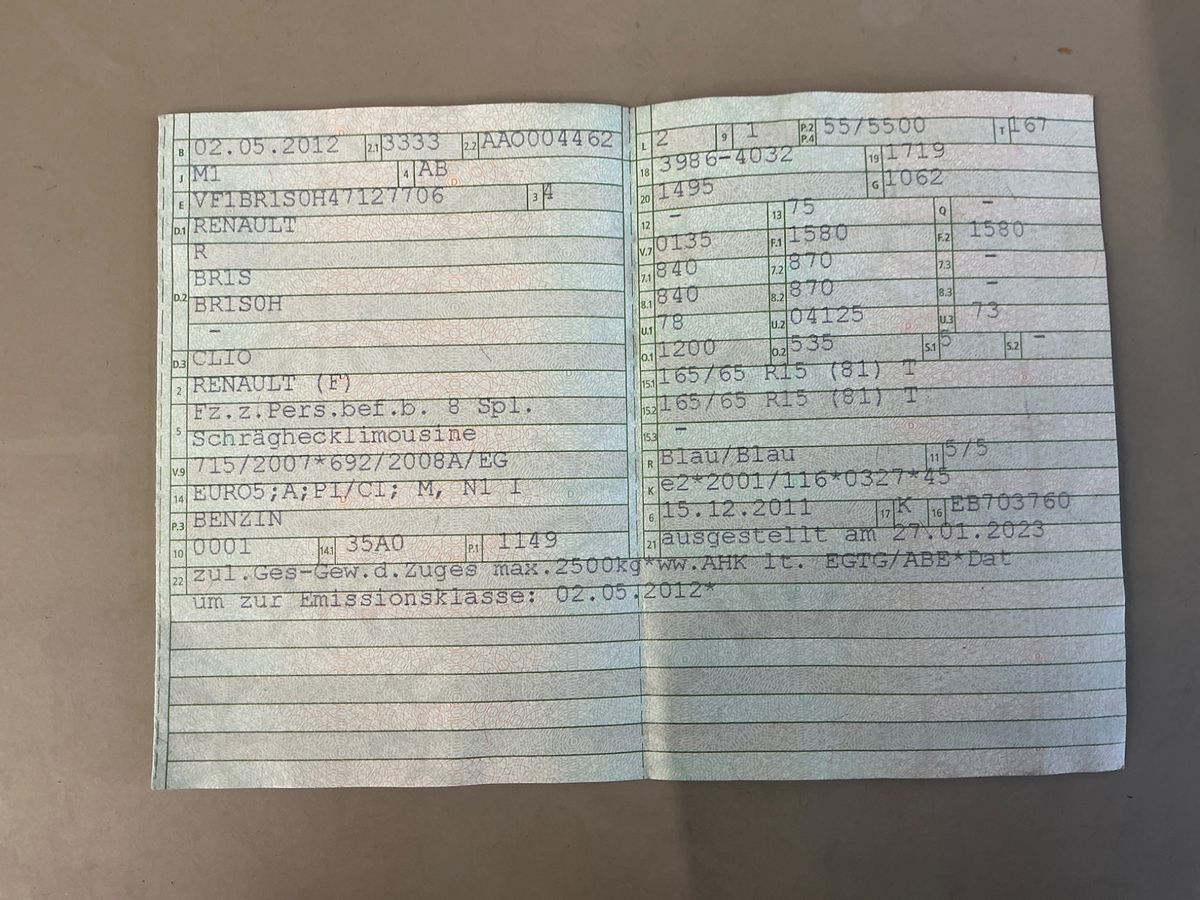 B 02.05.2012 2.1 3333 2.2 AAO004462
J M1 4 AB
E VF1BR1S0H47127706 3 4
D.1 RENAULT
R
BR1S
D.2 BR1S0H
–
D.3 CLIO
2 RENAULT (F)
Fz.z.Pers.bef.b. 8 Spl.
5 Schräghecklimousine
V.9 715/2007*692/2008A/EG
14 EURO5;A;PI/CI; M, N1 I
P.3 BENZIN
10 0001 14.1 35A0 P.1 1149
L 2 9 1 P.2 P.4 55/5500 T 167
18 3986-4032 19 1719
20 1495 G 1062
12 – 13 75 Q –
V.7 0135 F.1 1580 F.2 1580
7.1 840 7.2 870 7.3 –
8.1 840 8.2 870 8.3 –
U.1 78 U.2 04125 U.3 73
O.1 1200 O.2 535 S.1 5 S.2 –
15.1 165/65 R15 (81) T
15.2 165/65 R15 (81) T
15.3 –
R Blau/Blau 11 5/5
K e2*2001/116*0327*45
6 15.12.2011 17 K 16 EB703760
21 ausgestellt am 27.01.2023
22 zul.Ges-Gew.d.Zuges max.2500kg*ww.AHK lt. EGTG/ABE*Dat
um zur Emissionsklasse: 02.05.2012*